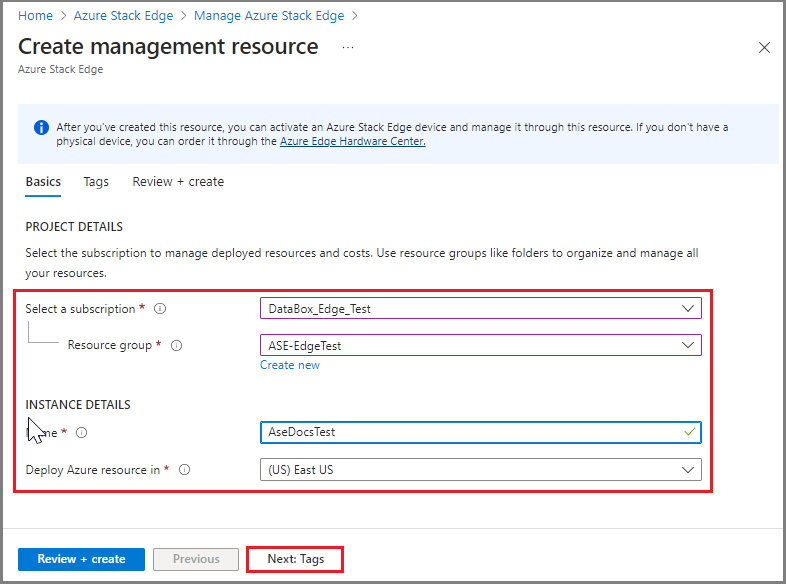 Home > Azure Stack Edge > Manage Azure Stack Edge >
Create management resource ...
Azure Stack Edge
After you've created this resource, you can activate an Azure Stack Edge device and manage it through this resource. If you don't have a
physical device, you can order it through the Azure Edge Hardware Center.
Basics Tags Review + create
PROJECT DETAILS
Select the subscription to manage deployed resources and costs. Use resource groups like folders to organize and manage all
your resources.
Select a subscription * DataBox_Edge_Test
Resource group * ASE-EdgeTest
Create new
INSTANCE DETAILS
* AseDocsTest
Deploy Azure resource in * (US) East US
Review + create Previous Next: Tags